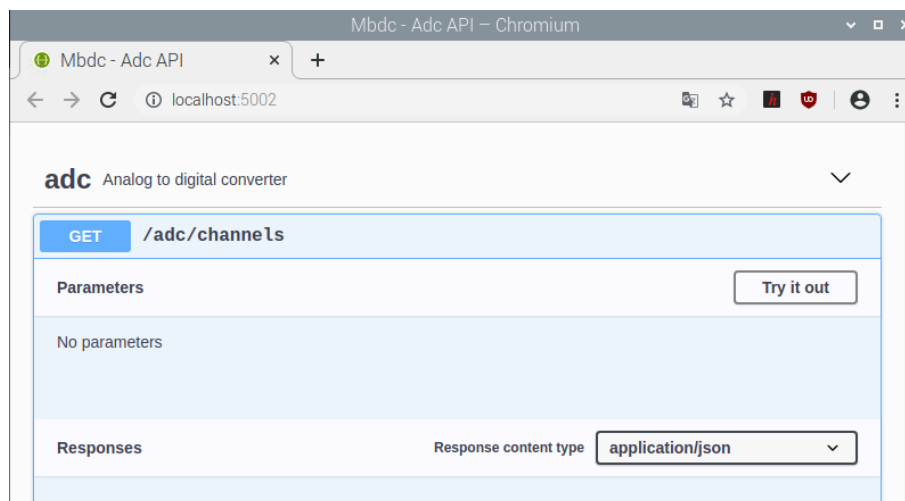 Mbdc - Adc API – Chromium
Mbdc - Adc API
localhost:5002
adc Analog to digital converter
GET /adc/channels
Parameters Try it out
No parameters
Responses Response content type application/json